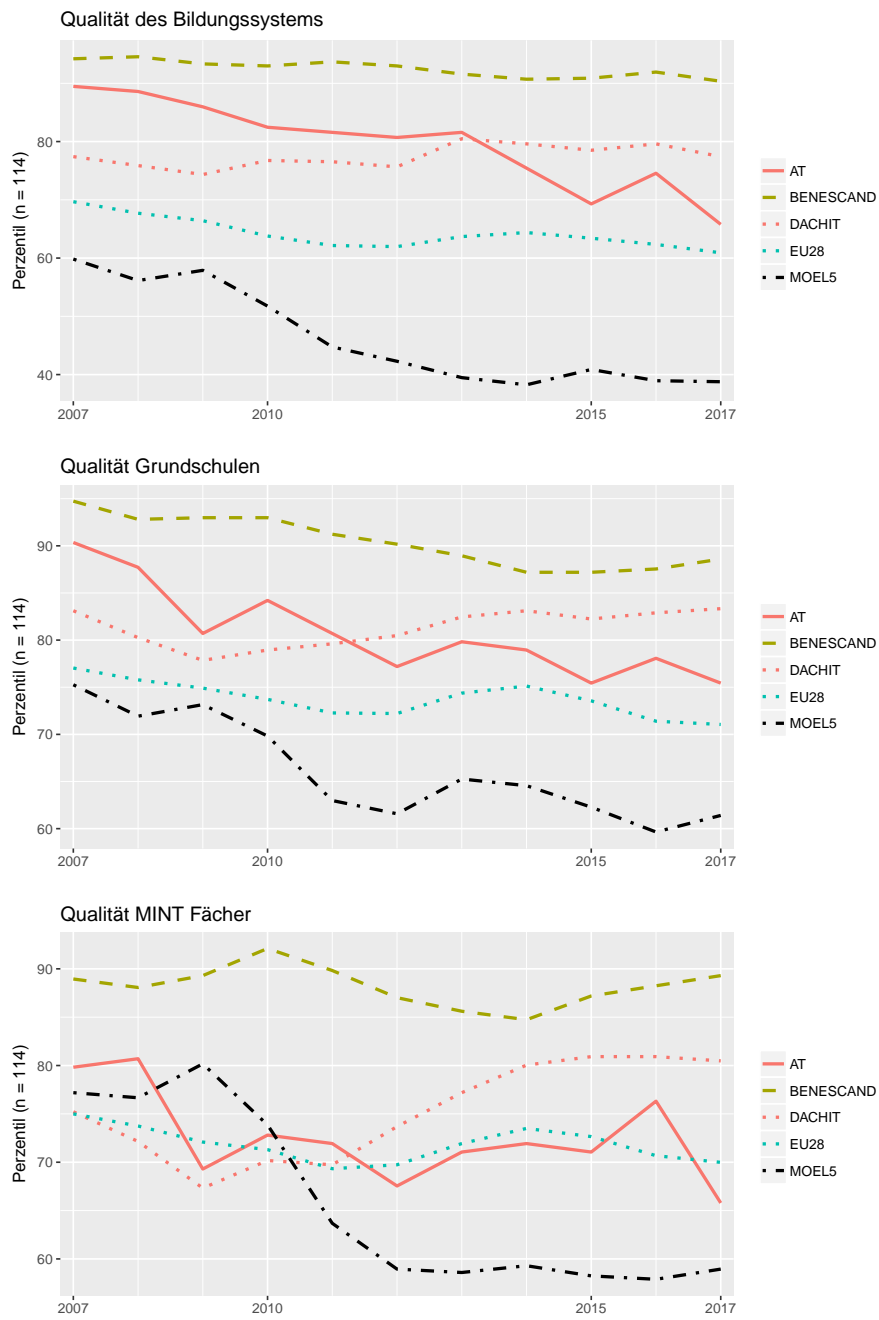 Qualität des Bildungssystems
Perzentil (n = 114)
80
60
40
2007
2010
2015
2017
AT
BENESCAND
DACHIT
EU28
MOEL5
Qualität Grundschulen
Perzentil (n = 114)
90
80
70
60
2007
2010
2015
2017
AT
BENESCAND
DACHIT
EU28
MOEL5
Qualität MINT Fächer
Perzentil (n = 114)
90
80
70
60
2007
2010
2015
2017
AT
BENESCAND
DACHIT
EU28
MOEL5